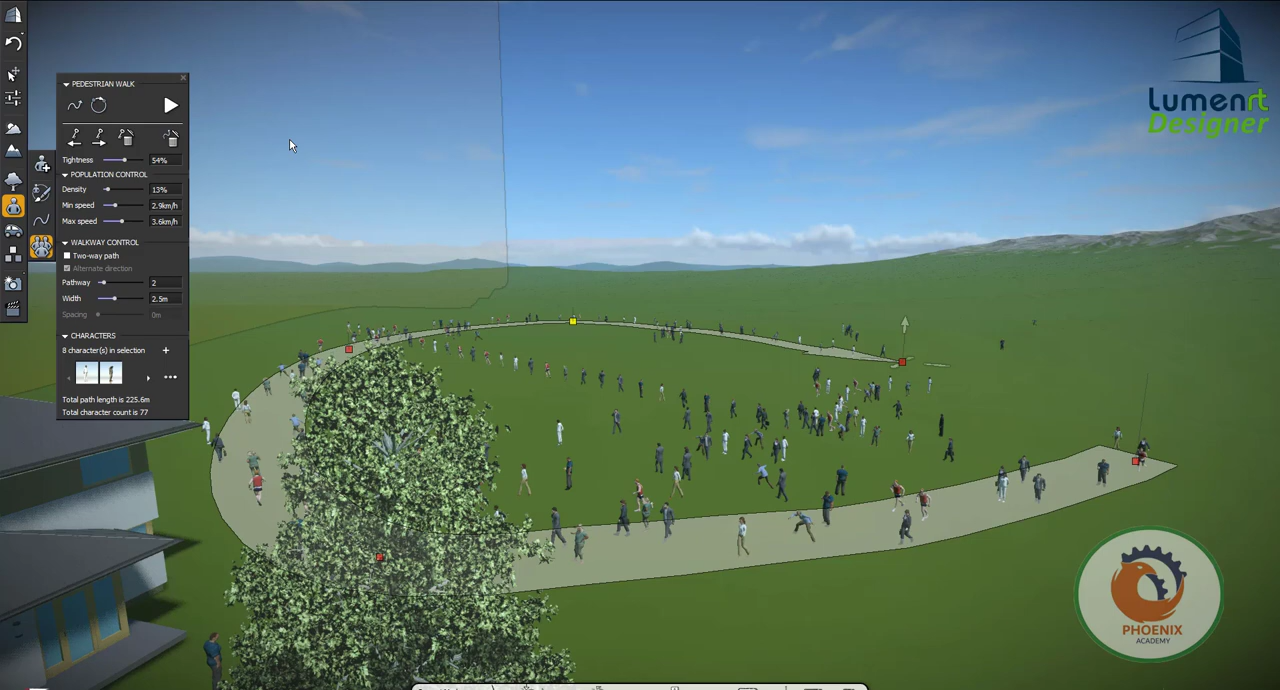 PEDESTRIAN WALK
Tightness 54%
POPULATION CONTROL
Density 13%
Min speed 2.9km/h
Max speed 3.6km/h
WALKWAY CONTROL
Two-way path
Alternate direction
Pathway 2
Width 2.5m
Spacing 0m
CHARACTERS
8 character(s) in selection
Total path length is 225.6m
Total character count is 77
Lumenrt
Designer
PHOENIX
ACADEMY